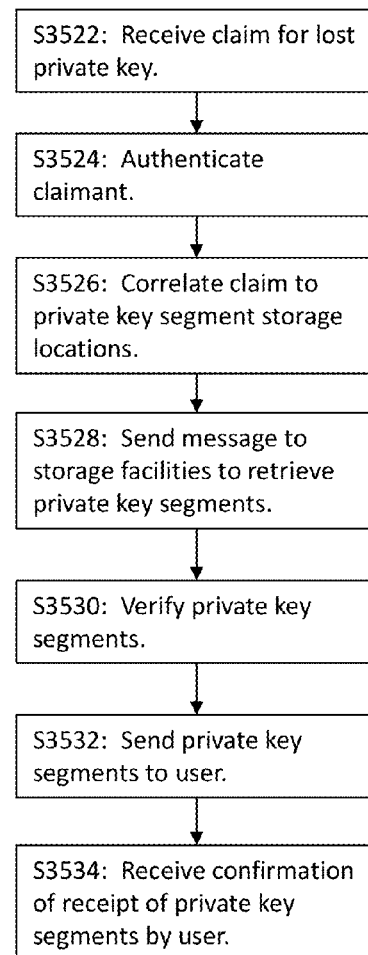 S3522: Receive claim for lost
private key.
S3524: Authenticate
claimant.
S3526: Correlate claim to
private key segment storage
locations.
S3528: Send message to
storage facilities to retrieve
private key segments.
S3530: Verify private key
segments.
S3532: Send private key
segments to user.
S3534: Receive confirmation
of receipt of private key
segments by user.